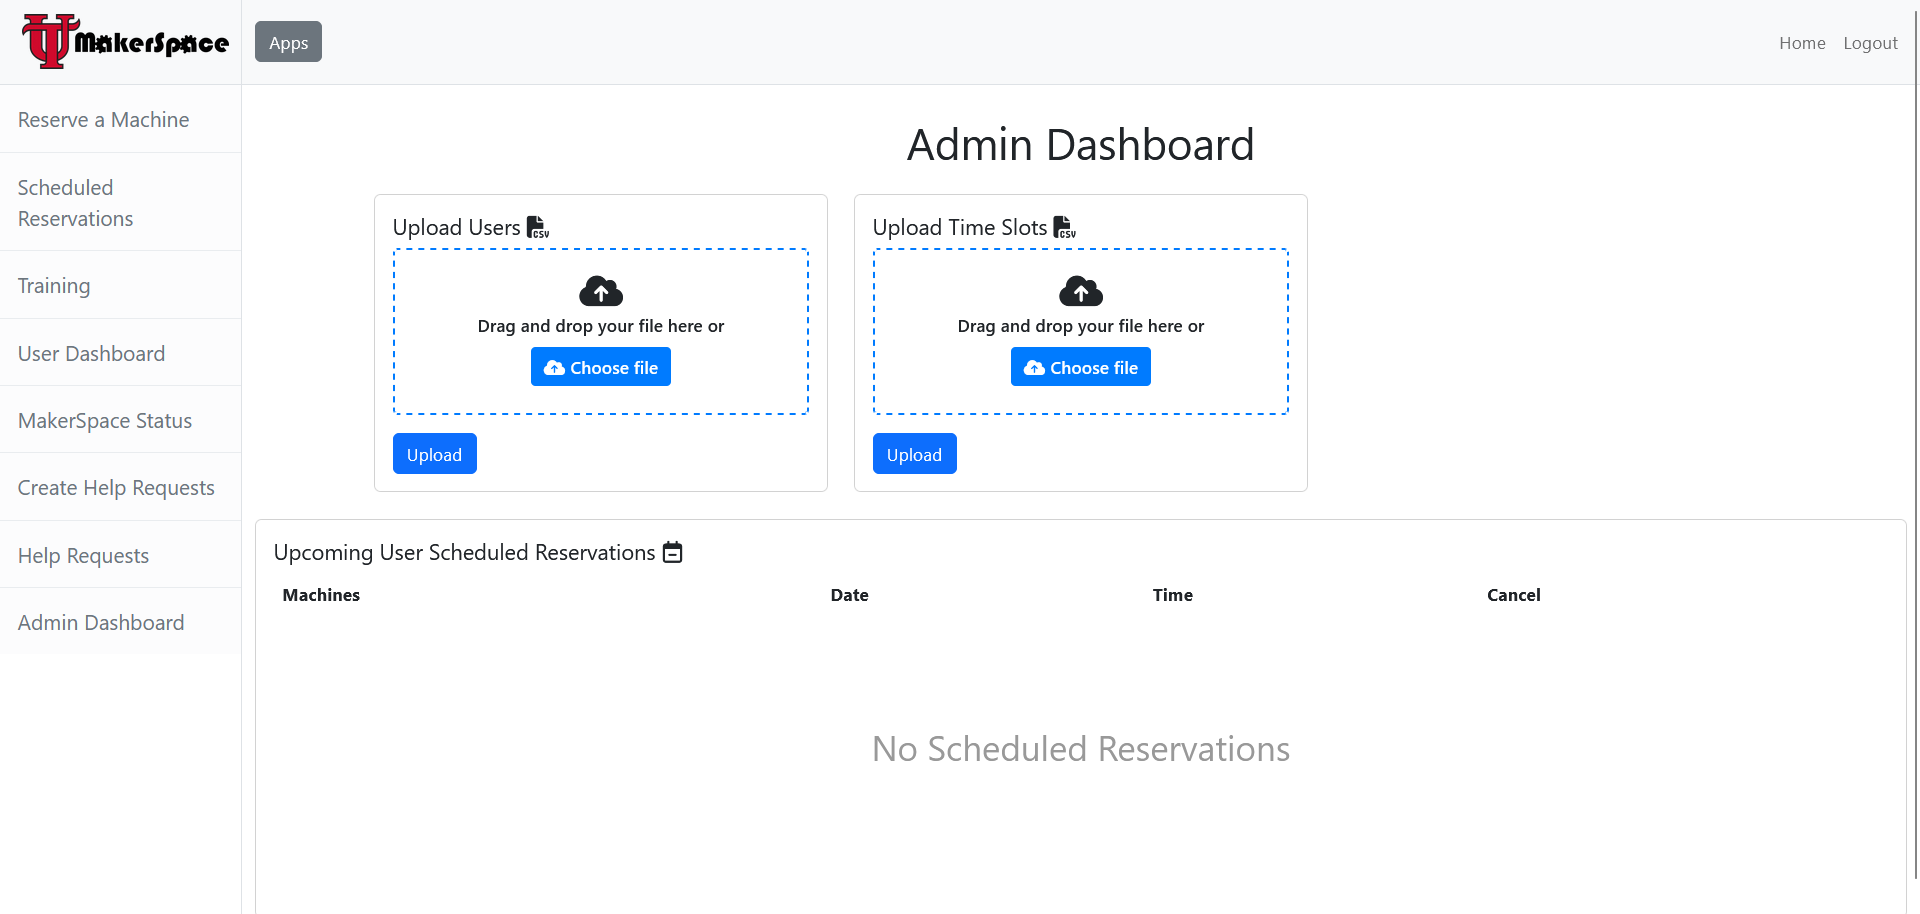 MakerSpace
Apps
Home
Logout
Reserve a Machine
Scheduled
Reservations
Training
User Dashboard
MakerSpace Status
Create Help Requests
Help Requests
Admin Dashboard
Admin Dashboard
Upload Users
CSV
Drag and drop your file here or
Choose file
Upload
Upload Time Slots
CSV
Drag and drop your file here or
Choose file
Upload
Upcoming User Scheduled Reservations
Machines Date Time Cancel
No Scheduled Reservations